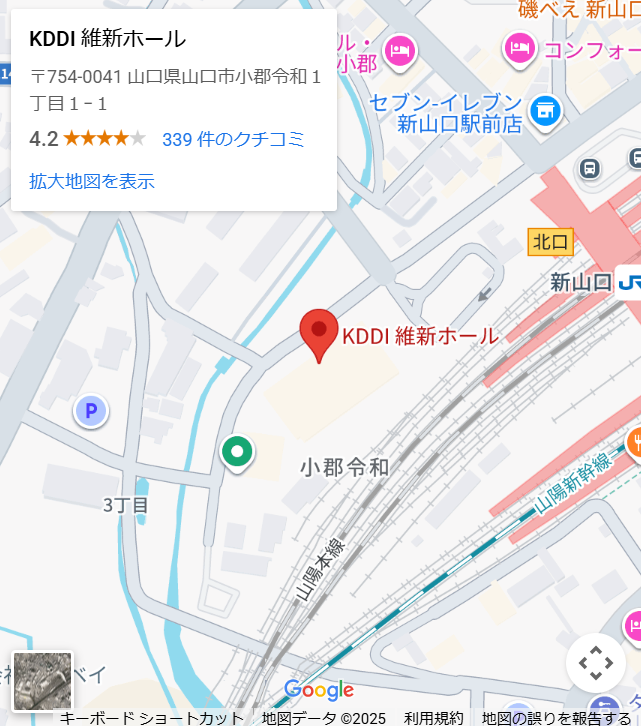 磯べえ 新山口
KDDI 維新ホール
〒754-0041 山口県山口市小郡令和１
丁目１−１
4.2
339 件のクチコミ
拡大地図を表示
ル・
小郡
コンフォー
セブン-イレブン
新山口駅前店
北口
新山口
JR
KDDI 維新ホール
P
小郡令和
3丁目
山陽新幹線
山陽本線
ベイ
Google
キーボード ショートカット
地図データ ©2025
利用規約
地図の誤りを報告する